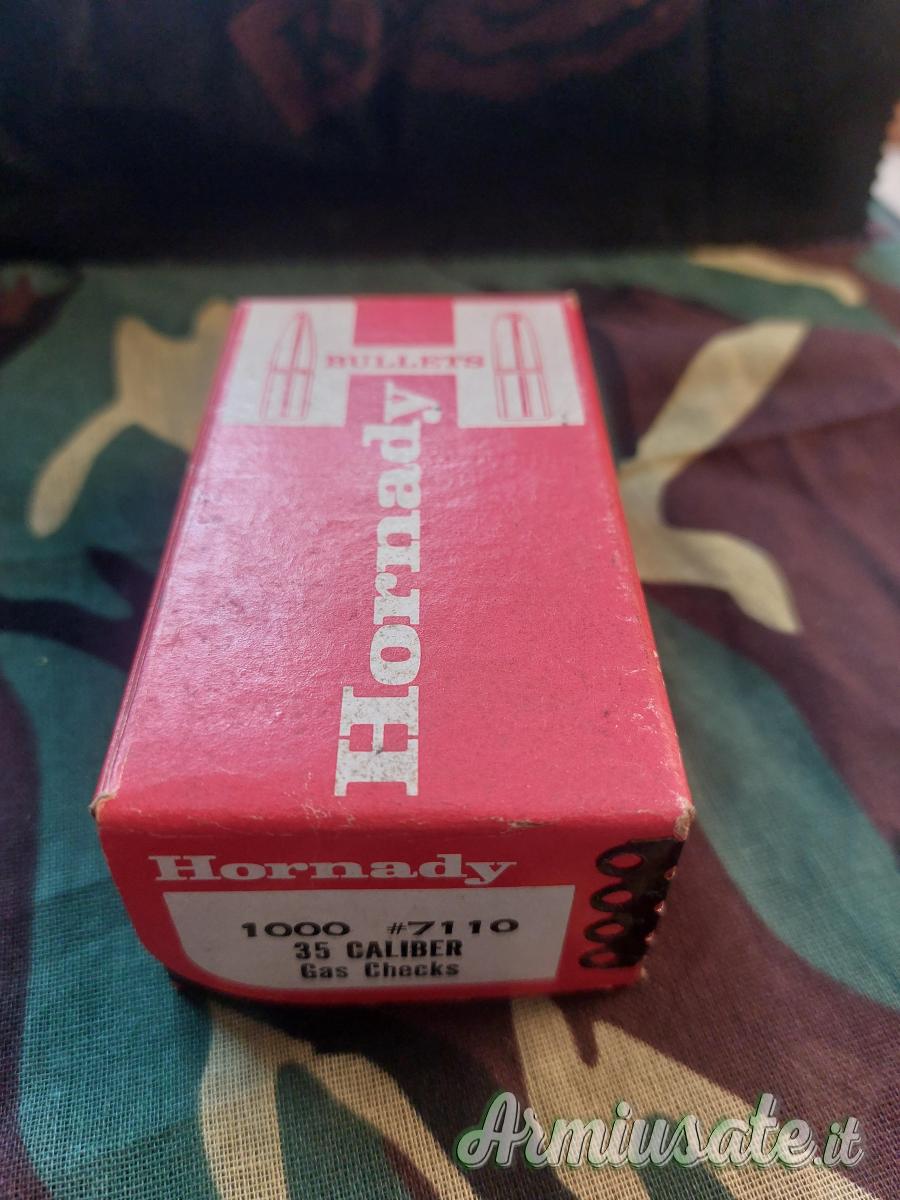 BULLETS
Hornady
Hornady
1000 #7110
35 CALIBER
Gas Checks
Armiusate.it